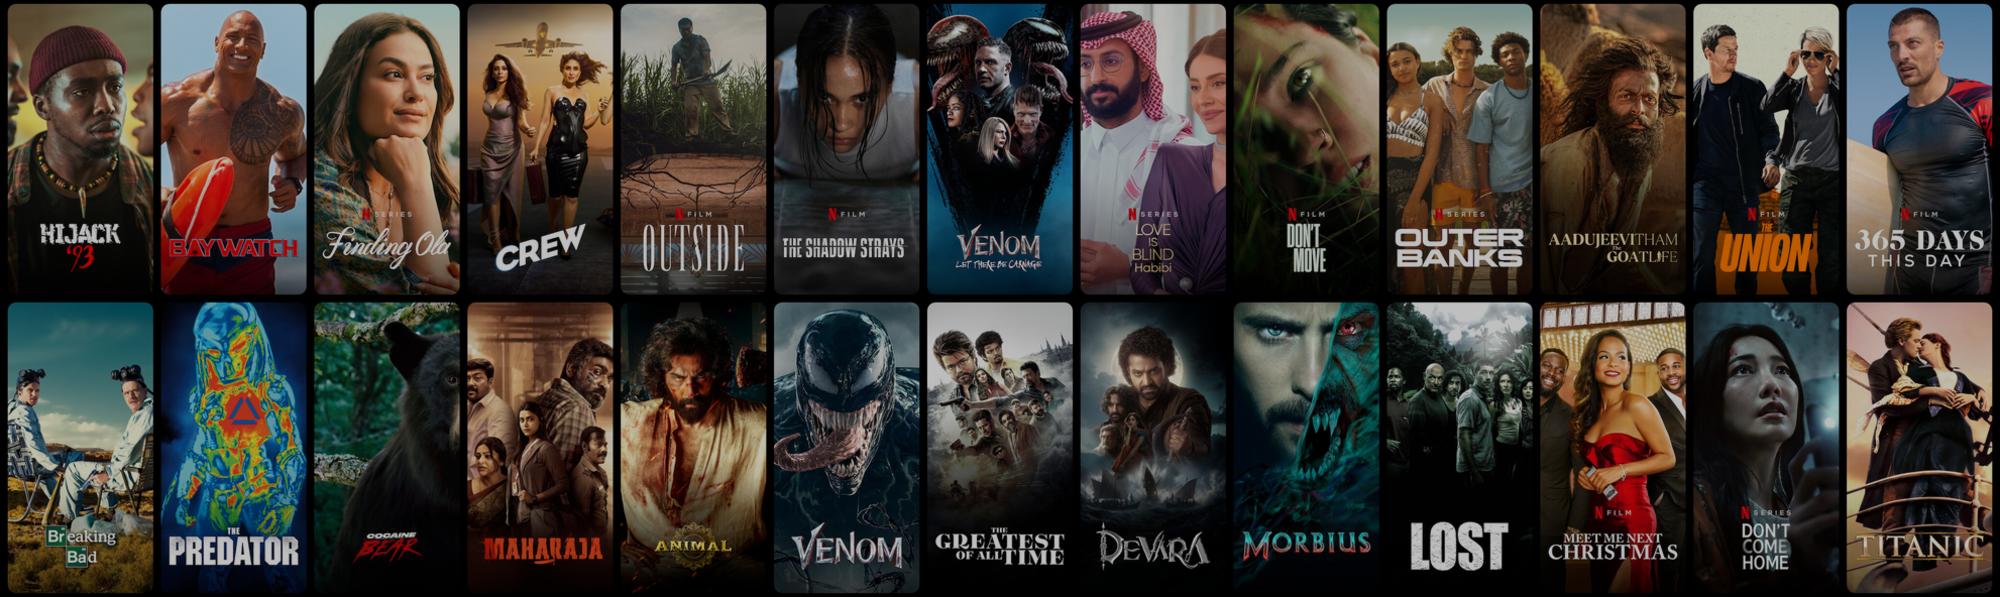 HIJACK
'93
BAYWATCH
N SERIES
Finding Ola
CREW
N FILM
OUTSIDE
N FILM
THE SHADOW STRAYS
VENOM
LET THERE BE CARNAGE
N SERIES
LOVE
IS
BLIND
Habibi
N FILM
DON'T
MOVE
N SERIES
OUTER
BANKS
AADUJEEVITHAM
The
GOAT LIFE
N FILM
THE
UNION
N FILM
365 DAYS
THIS DAY
Breaking
Bad
THE
PREDATOR
COCAINE
BEAR
MAHARAJA
ANIMAL
VENOM
THE
GREATEST
OF ALL TIME
DEVARA
MORBIUS
LOST
N FILM
MEET ME NEXT
CHRISTMAS
N SERIES
DON'T
COME
HOME
TITANIC